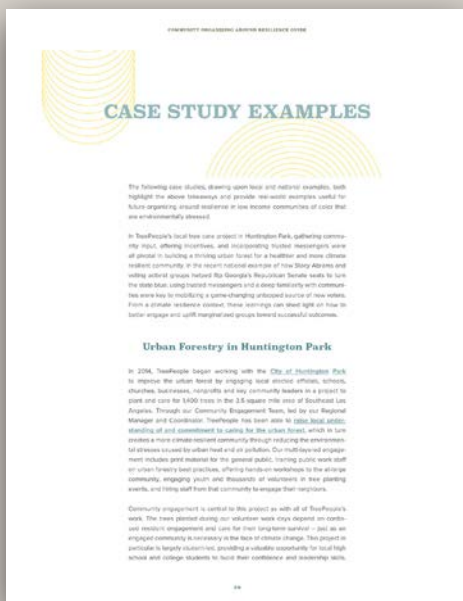 COMMUNITY ORGANIZING AROUND RESILIENCE GUIDE
CASE STUDY EXAMPLES
The following case studies, drawing upon local and national examples, both
highlight the above takeaways and provide real-world examples useful for
future organizing around resilience in low income communities of color that
are environmentally stressed.
In TreePeople's local tree care project in Huntington Park, gathering commu-
nity input, offering incentives, and incorporating trusted messengers were
all pivotal in building a thriving urban forest for a healthier and more climate
resilient community. In the recent national example of how Stacy Abrams and
voting activist groups helped flip Georgia's Republican Senate seats to turn
the state blue, using trusted messengers and a deep familiarity with communi-
ties were key to mobilizing a game-changing untapped source of new voters.
From a climate resilience context, these learnings can shed light on how to
better engage and uplift marginalized groups toward successful outcomes.
Urban Forestry in Huntington Park
In 2014, TreePeople began working with the City of Huntington Park
to improve the urban forest by engaging local elected officials, schools,
churches, businesses, nonprofits and key community leaders in a project to
plant and care for 1,400 trees in the 3.5 square mile area of Southeast Los
Angeles. Through our Community Engagement Team, led by our Regional
Manager and Coordinator, TreePeople has been able to raise local under-
standing of and commitment to caring for the urban forest, which in turn
creates a more climate resilient community through reducing the environmen-
tal stresses caused by urban heat and air pollution. Our multi-layered engage-
ment includes print material for the general public, training public work staff
on urban forestry best practices, offering hands-on workshops to the at-large
community, engaging youth and thousands of volunteers in tree planting
events, and hiring staff from that community to engage their neighbors.
Community engagement is central to this project as with all of TreePeople's
work. The trees planted during our volunteer work days depend on contin-
ued resident engagement and care for their long-term survival – just as an
engaged community is necessary in the face of climate change. This project in
particular is largely student-led, providing a valuable opportunity for local high
school and college students to build their confidence and leadership skills,